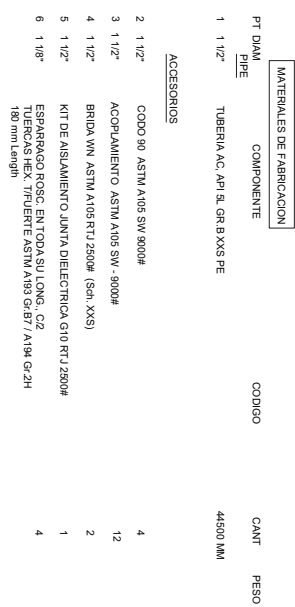 MATERIALES DE FABRICACION
PT DIAM COMPONENTE CODIGO CANT PESO
PIPE
1 1 1/2" TUBERIA AC, API 5L GR.B XXS PE 44500 MM
ACCESORIOS
2 1 1/2" CODO 90 ASTM A105 SW 9000# 4
3 1 1/2" ACOPLAMIENTO ASTM A105 SW - 9000# 12
4 1 1/2" BRIDA WN ASTM A105 RTJ 2500# (Sch. XXS) 2
5 1 1/2" KIT DE AISLAMIENTO JUNTA DIELECTRICA G10 RTJ 2500# 1
6 1 1/8" ESPARRAGO ROSC. EN TODA SU LONG., C/2 4
TUERCAS HEX. T/FUERTE ASTM A193 Gr.B7 / A194 Gr.2H
180 mm Length